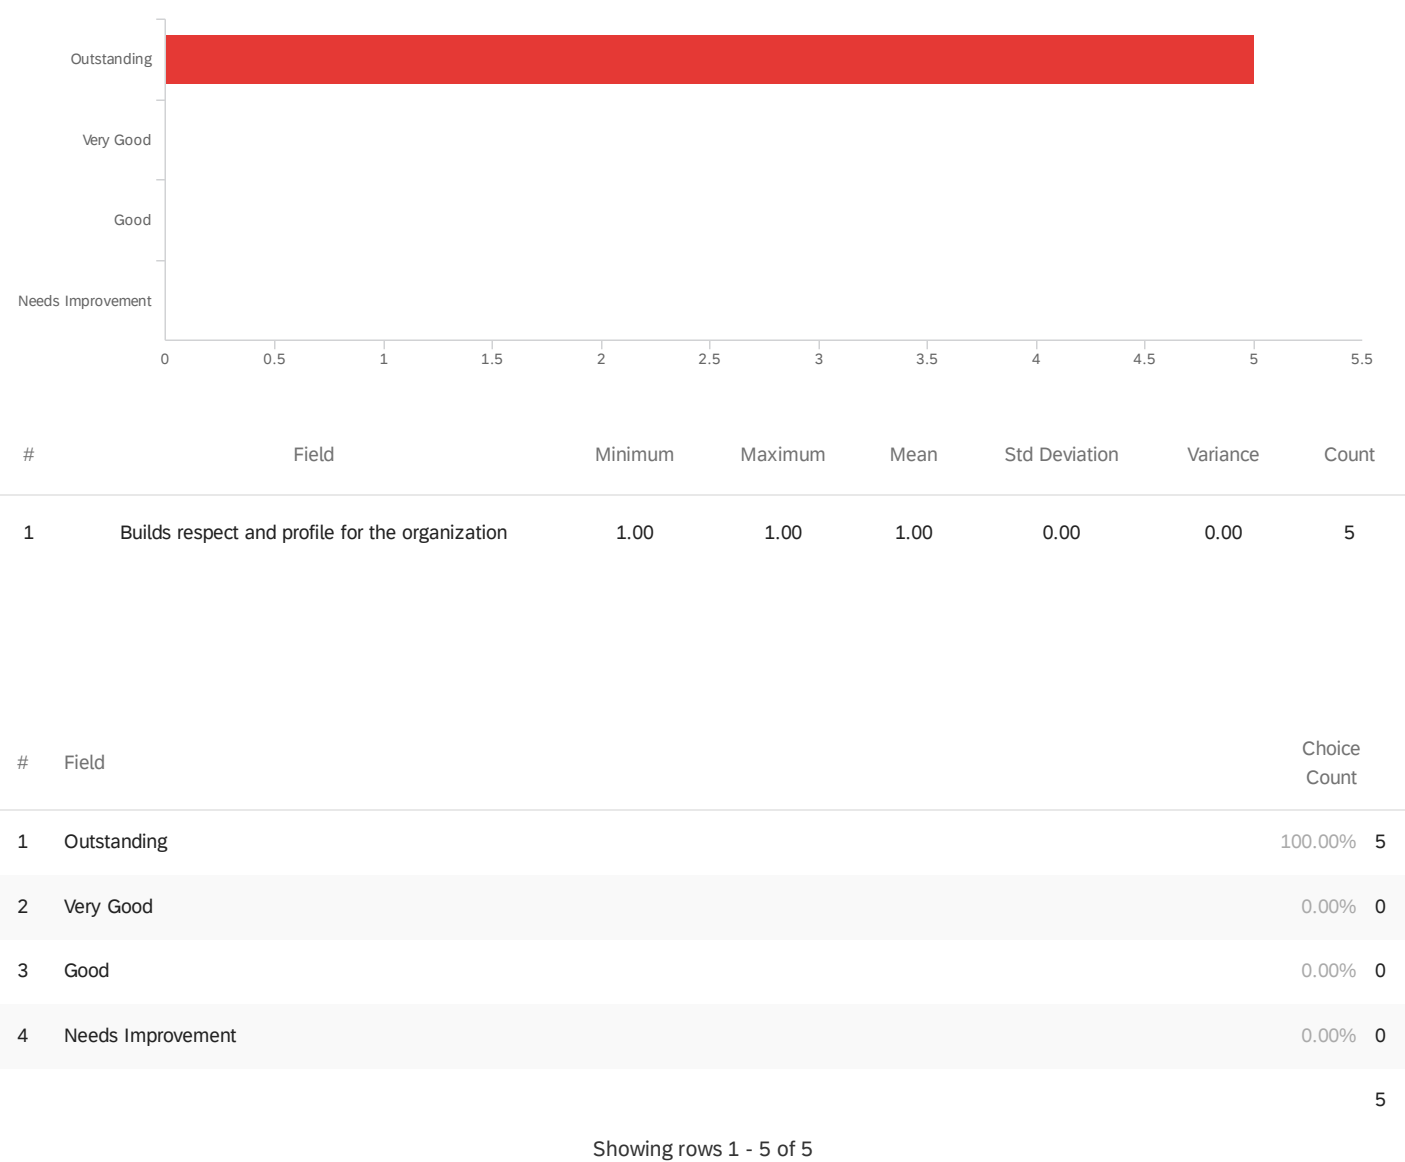 Outstanding
Very Good
Good
Needs Improvement
0 0.5 1 1.5 2 2.5 3 3.5 4 4.5 5 5.5
# Field Minimum Maximum Mean Std Deviation Variance Count
1 Builds respect and profile for the organization 1.00 1.00 1.00 0.00 0.00 5
# Field Choice
Count
1 Outstanding 100.00% 5
2 Very Good 0.00% 0
3 Good 0.00% 0
4 Needs Improvement 0.00% 0
5
Showing rows 1 - 5 of 5